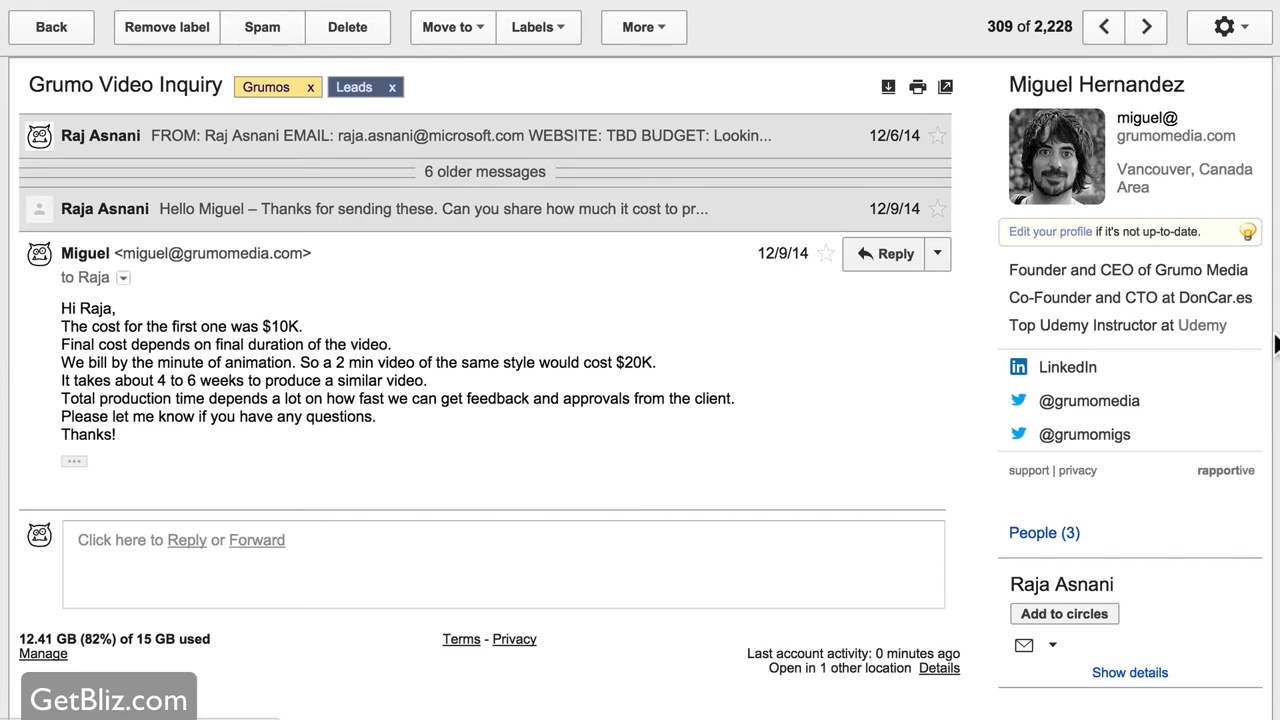 Back
Remove label
Spam
Delete
Move to
Labels
More
309 of 2,228
Grumo Video Inquiry
Grumos x
Leads x
Raj Asnani FROM: Raj Asnani EMAIL: raja.asnani@microsoft.com WEBSITE: TBD BUDGET: Lookin... 12/6/14
6 older messages
Raja Asnani Hello Miguel – Thanks for sending these. Can you share how much it cost to pr... 12/9/14
Miguel <miguel@grumomedia.com> 12/9/14 Reply
to Raja
Hi Raja,
The cost for the first one was $10K.
Final cost depends on final duration of the video.
We bill by the minute of animation. So a 2 min video of the same style would cost $20K.
It takes about 4 to 6 weeks to produce a similar video.
Total production time depends a lot on how fast we can get feedback and approvals from the client.
Please let me know if you have any questions.
Thanks!
Click here to Reply or Forward
12.41 GB (82%) of 15 GB used
Manage
Terms - Privacy
Last account activity: 0 minutes ago
Open in 1 other location Details
GetBliz.com
Miguel Hernandez
miguel@
grumomedia.com
Vancouver, Canada
Area
Edit your profile if it's not up-to-date.
Founder and CEO of Grumo Media
Co-Founder and CTO at DonCar.es
Top Udemy Instructor at Udemy
in LinkedIn
@grumomedia
@grumomigs
support | privacy
rapportive
People (3)
Raja Asnani
Add to circles
Show details